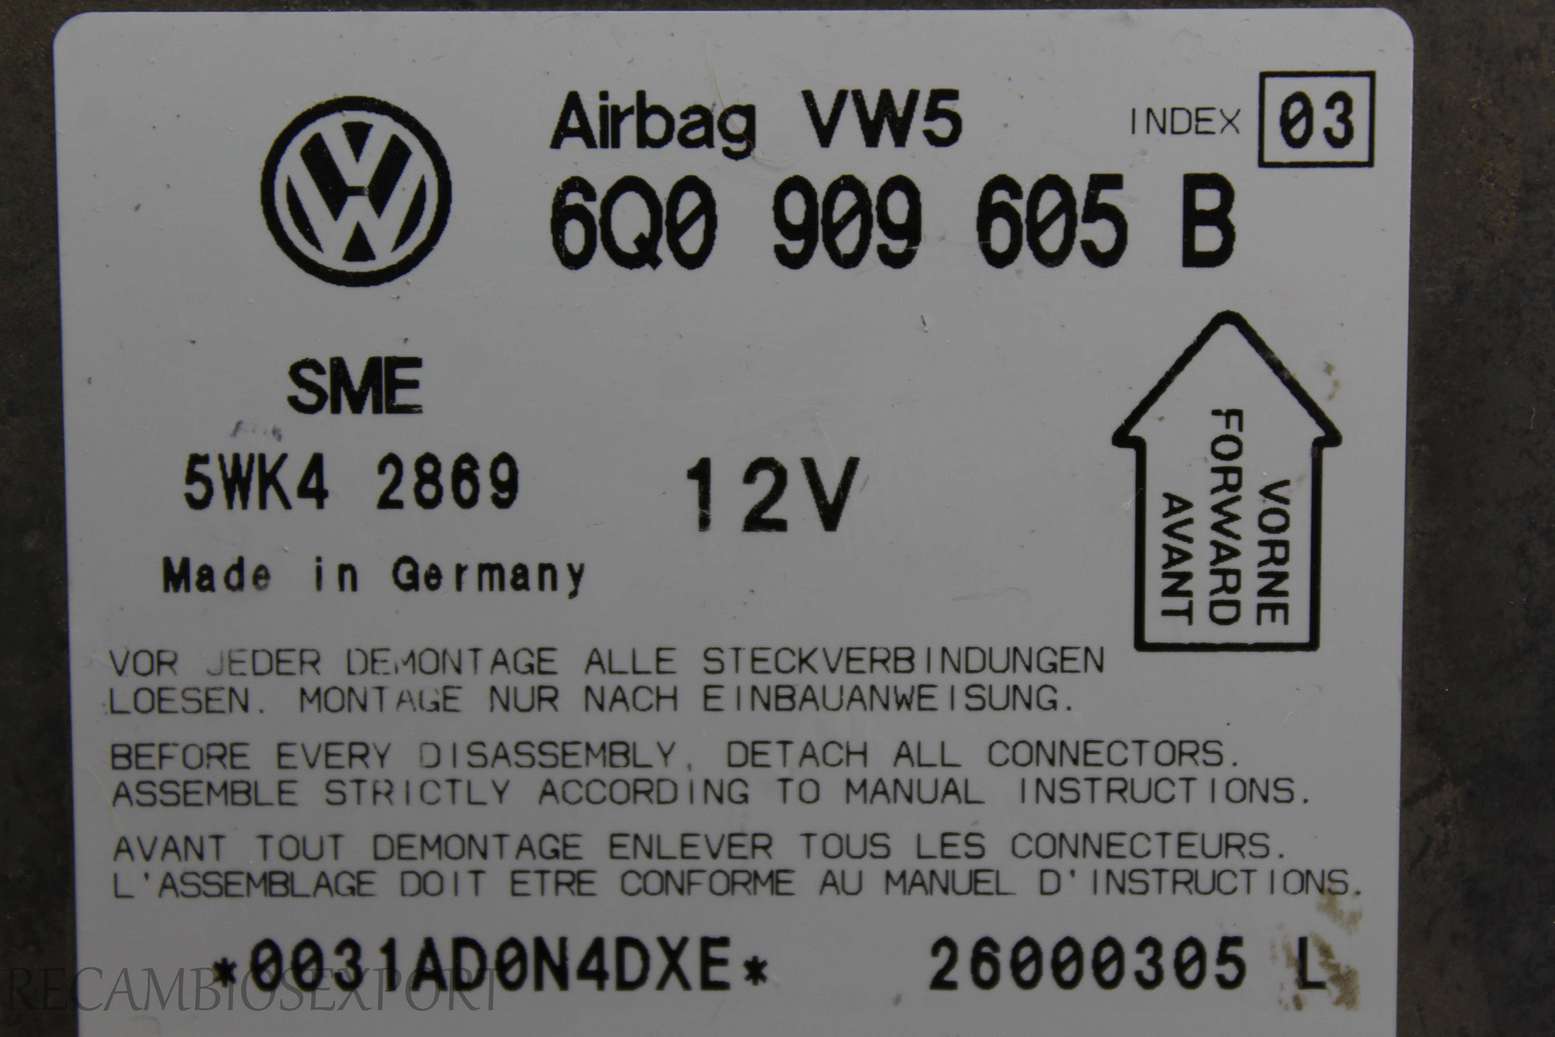 Airbag VW5
INDEX 03
6Q0 909 605 B
SME
5WK4 2869
12V
Made in Germany
VORNE
FORWARD
AVANT
VOR JEDER DEMONTAGE ALLE STECKVERBINDUNGEN
LOESEN. MONTAGE NUR NACH EINBAUANWEISUNG.
BEFORE EVERY DISASSEMBLY, DETACH ALL CONNECTORS.
ASSEMBLE STRICTLY ACCORDING TO MANUAL INSTRUCTIONS.
AVANT TOUT DEMONTAGE ENLEVER TOUS LES CONNECTEURS.
L'ASSEMBLAGE DOIT ETRE CONFORME AU MANUEL D'INSTRUCTIONS.
*0031AD0N4DXE* 26000305 L
RECAMBIOSEXPORT